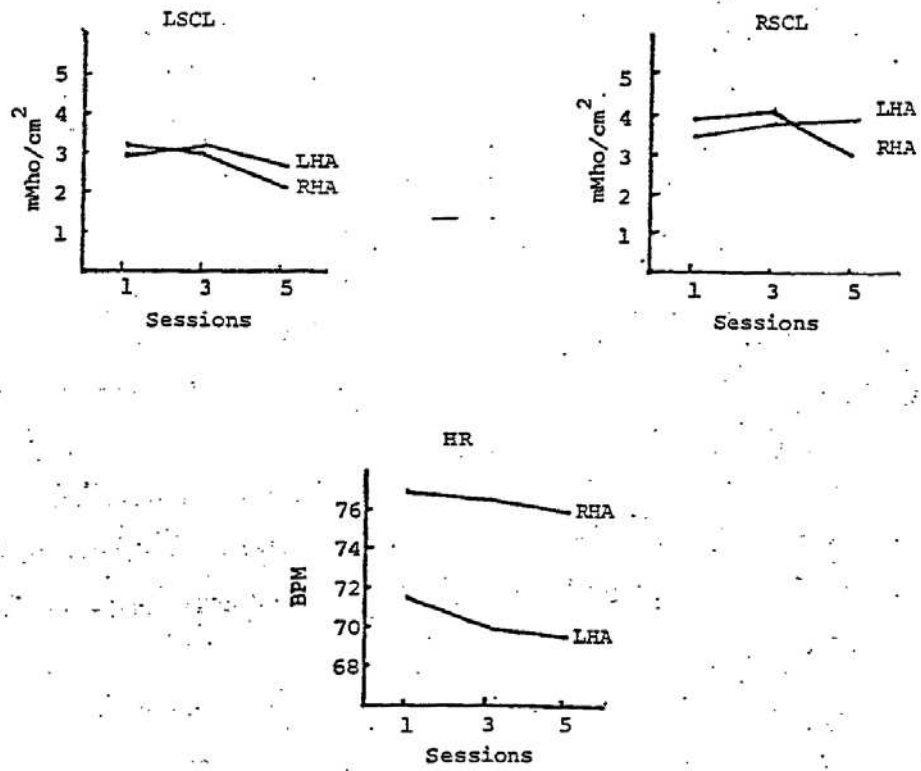 LSCL
5
4
3
2
1
mMho/cm²
LHA
RHA
1 3 5
Sessions
RSCL
5
4
3
2
1
mMho/cm²
LHA
RHA
1 3 5
Sessions
HR
76
74
72
70
68
BPM
RHA
LHA
1 3 5
Sessions